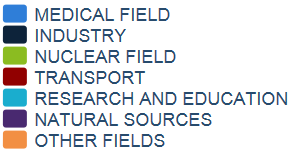 MEDICAL FIELD
INDUSTRY
NUCLEAR FIELD
TRANSPORT
RESEARCH AND EDUCATION
NATURAL SOURCES
OTHER FIELDS